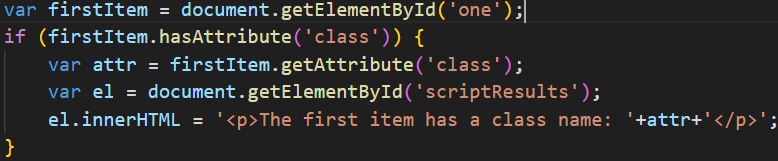 var firstItem = document.getElementById('one');
if (firstItem.hasAttribute('class')) {
    var attr = firstItem.getAttribute('class');
    var el = document.getElementById('scriptResults');
    el.innerHTML = '<p>The first item has a class name: '+attr+'</p>';
}